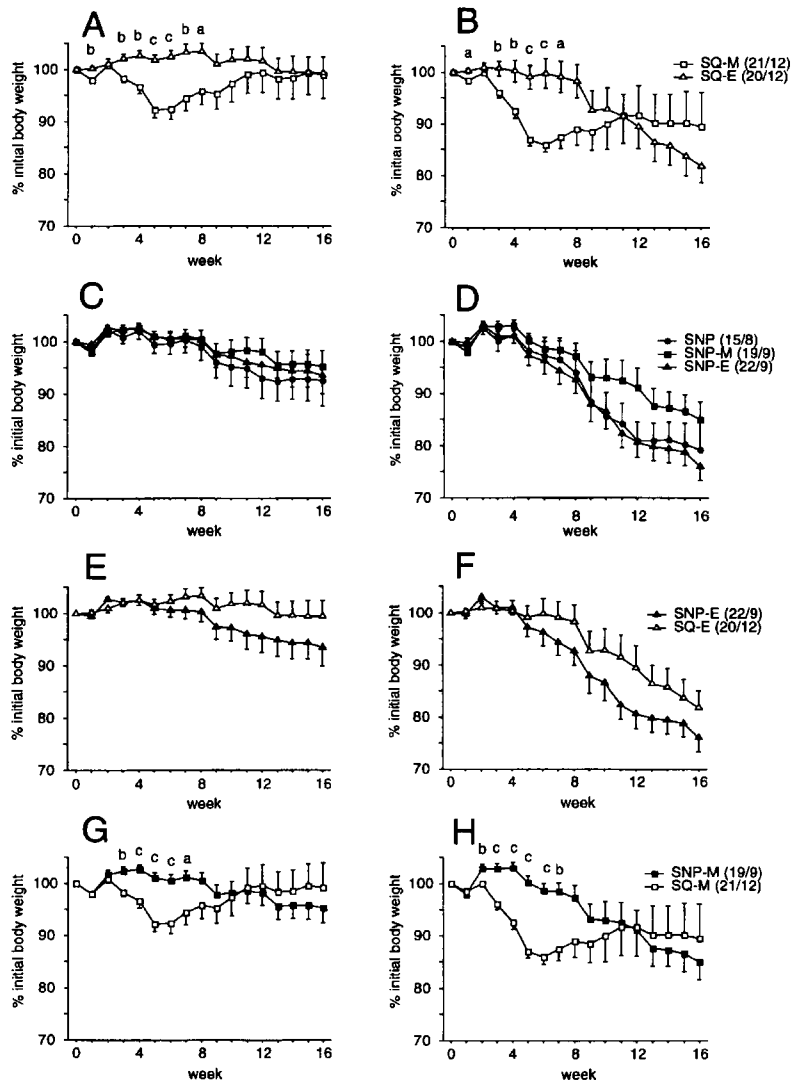 A
b b b c c b a
% initial body weight
100
90
80
70
0 4 8 12 16
week
B
a b b c c a
% initial body weight
100
90
80
70
0 4 8 12 16
week
SQ-M (21/12)
SQ-E (20/12)
C
% initial body weight
100
90
80
70
0 4 8 12 16
week
D
% initial body weight
100
90
80
70
0 4 8 12 16
week
SNP (15/8)
SNP-M (19/9)
SNP-E (22/9)
E
% initial body weight
100
90
80
70
0 4 8 12 16
week
F
% initial body weight
100
90
80
70
0 4 8 12 16
week
SNP-E (22/9)
SQ-E (20/12)
G
b c c c a
% initial body weight
100
90
80
70
0 4 8 12 16
week
H
b c c c c b
% initial body weight
100
90
80
70
0 4 8 12 16
week
SNP-M (19/9)
SQ-M (21/12)